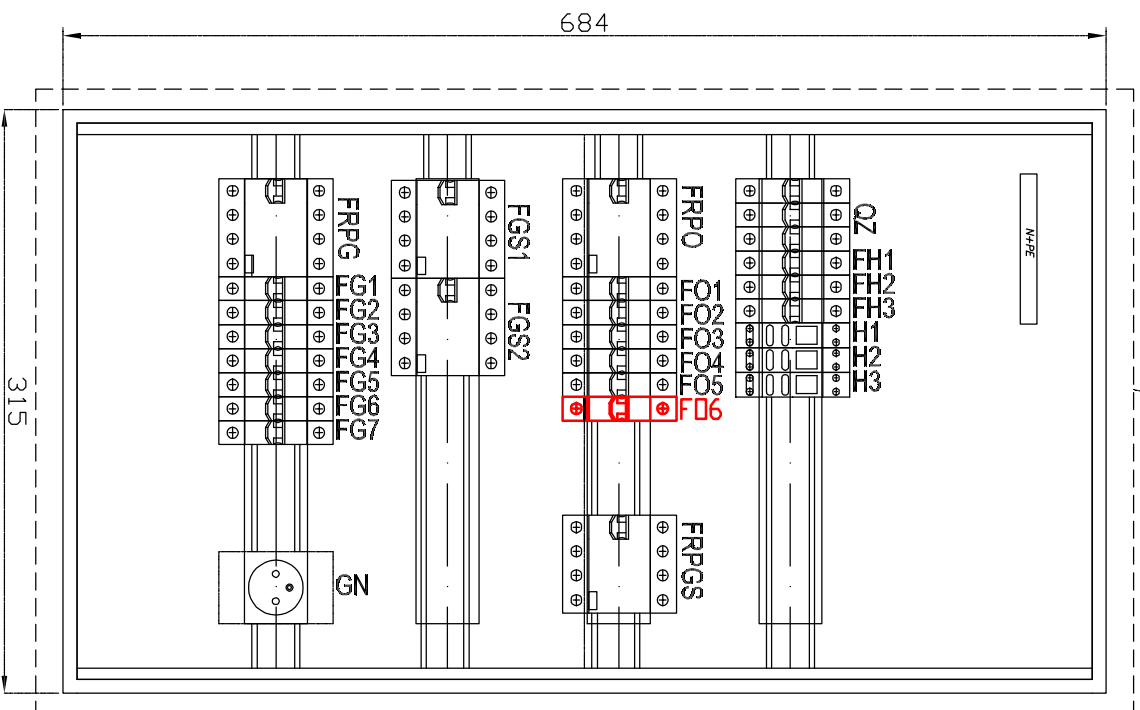 684
315
FRPG
FG1
FG2
FG3
FG4
FG5
FG6
FG7
GN
FGS1
FGS2
FRPO
FO1
FO2
FO3
FO4
FO5
FO6
FRPGS
QZ
FH1
FH2
FH3
H1
H2
H3
N+PE